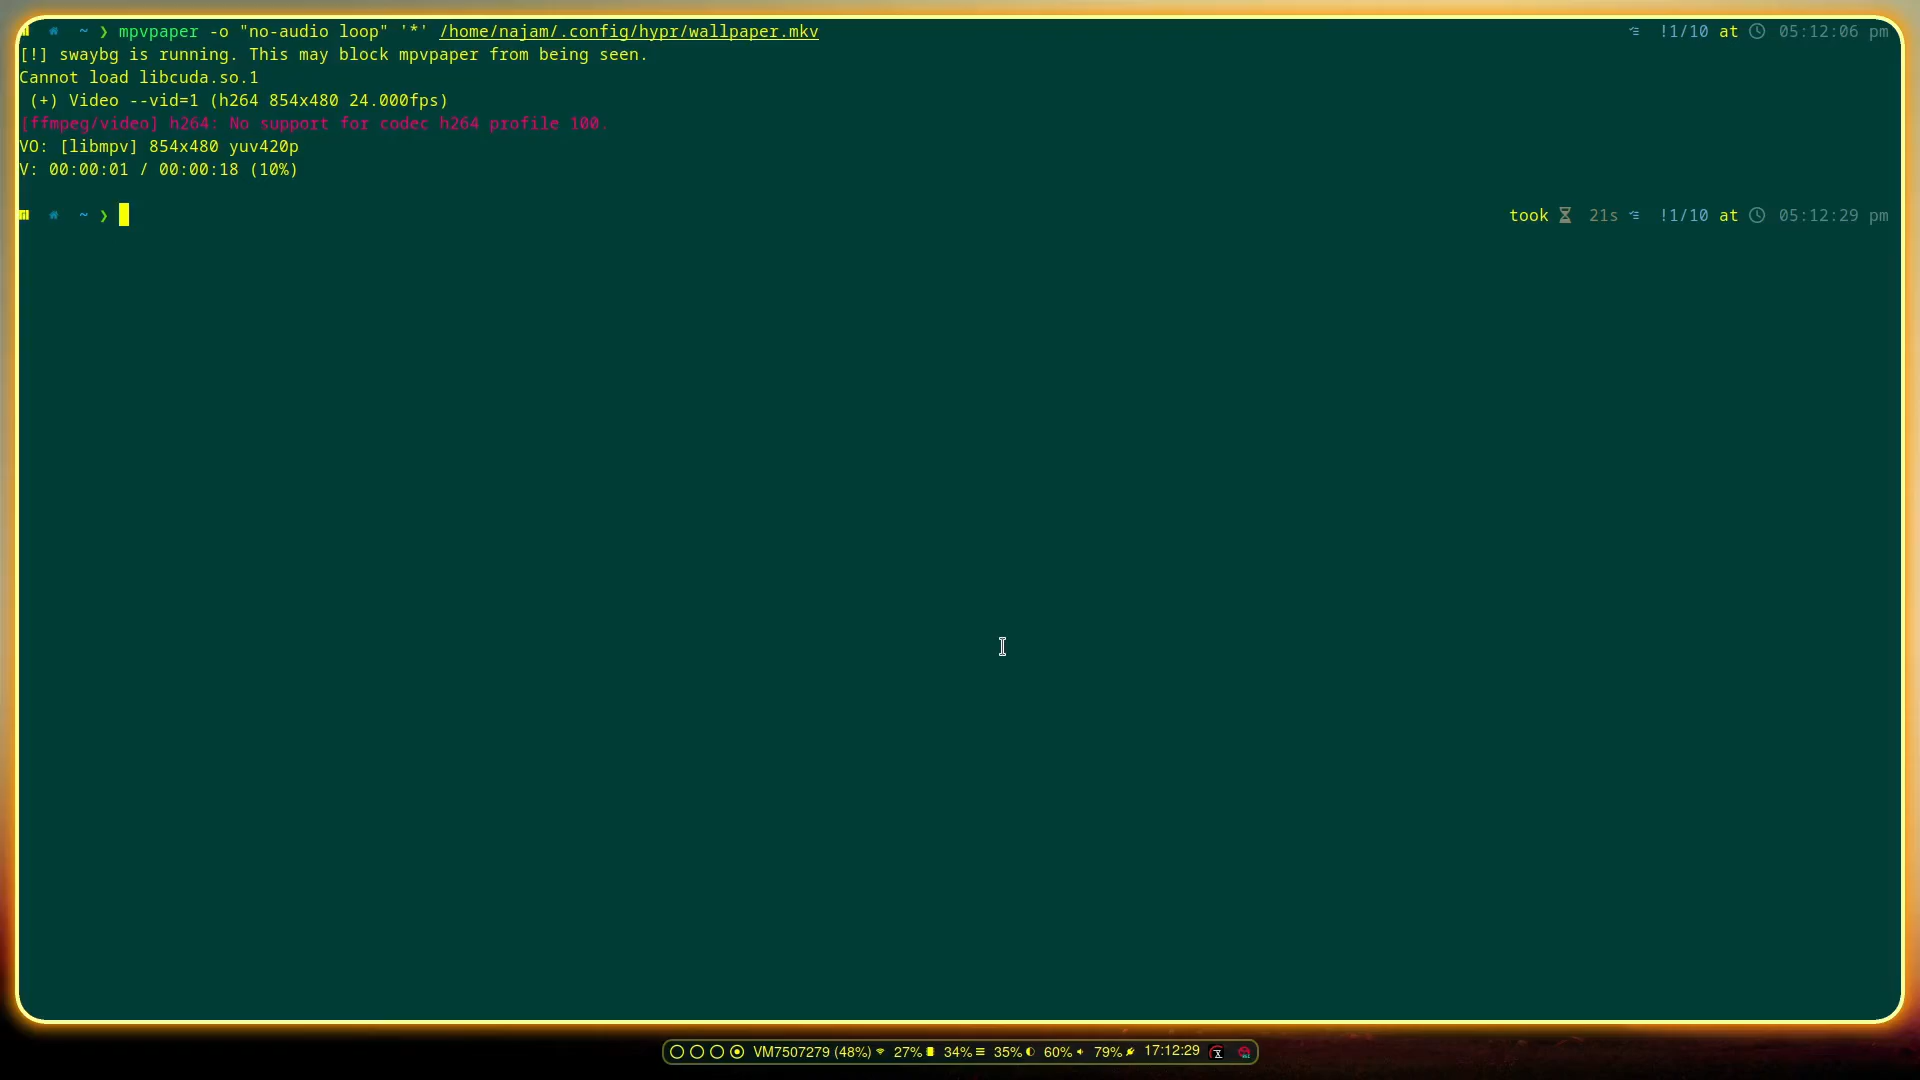 ~ ❯ mpvpaper -o "no-audio loop" '*' /home/najam/.config/hypr/wallpaper.mkv !1/10 at 05:12:06 pm
[!] swaybg is running. This may block mpvpaper from being seen.
Cannot load libcuda.so.1
(+) Video --vid=1 (h264 854x480 24.000fps)
[ffmpeg/video] h264: No support for codec h264 profile 100.
VO: [libmpv] 854x480 yuv420p
V: 00:00:01 / 00:00:18 (10%)
~ ❯ took 21s !1/10 at 05:12:29 pm
VM7507279 (48%) 27% 34% 35% 60% 79% 17:12:29